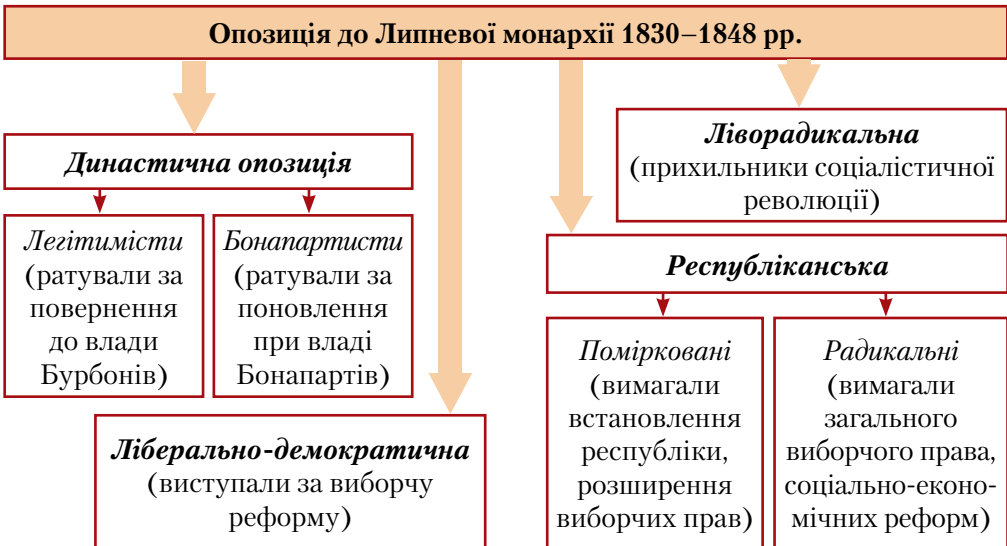 Опозиція до Липневої монархії 1830–1848 рр.
Династична опозиція
Легітимісти
(ратували за
повернення
до влади
Бурбонів)
Бонапартисти
(ратували за
поновлення
при владі
Бонапартів)
Ліберально-демократична
(виступали за виборчу
реформу)
Ліворадикальна
(прихильники соціалістичної
революції)
Республіканська
Помірковані
(вимагали
встановлення
республіки,
розширення
виборчих прав)
Радикальні
(вимагали
загального
виборчого права,
соціально-еконо-
мічних реформ)